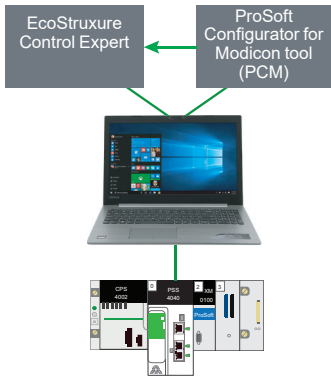 EcoStruxure
Control Expert
ProSoft
Configurator for
Modicon tool
(PCM)
CPS
4002
0
PSS
4040
2
XM
0100
ProSoft
3